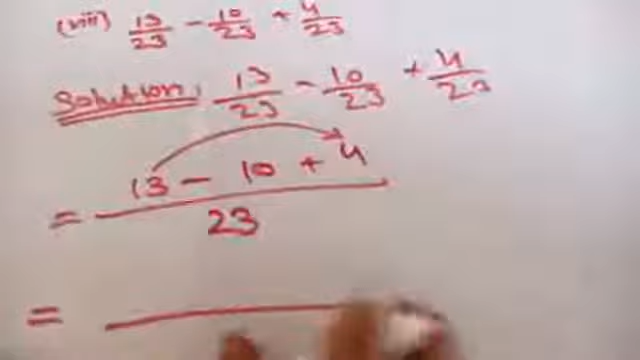 (viii) 13/23 - 10/23 + 4/23
Solution: 13/23 - 10/23 + 4/23
= 13 - 10 + 4 / 23
=